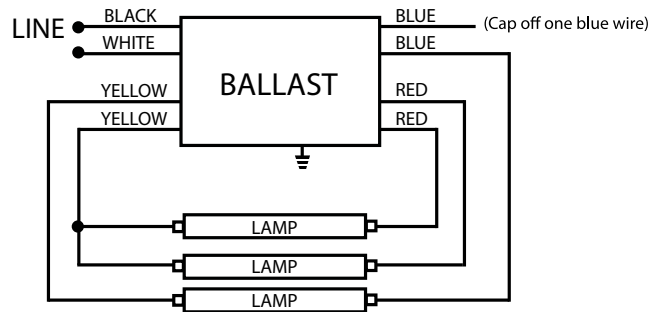 LINE
BLACK
WHITE
YELLOW
YELLOW
BALLAST
BLUE
(Cap off one blue wire)
BLUE
RED
RED
LAMP
LAMP
LAMP